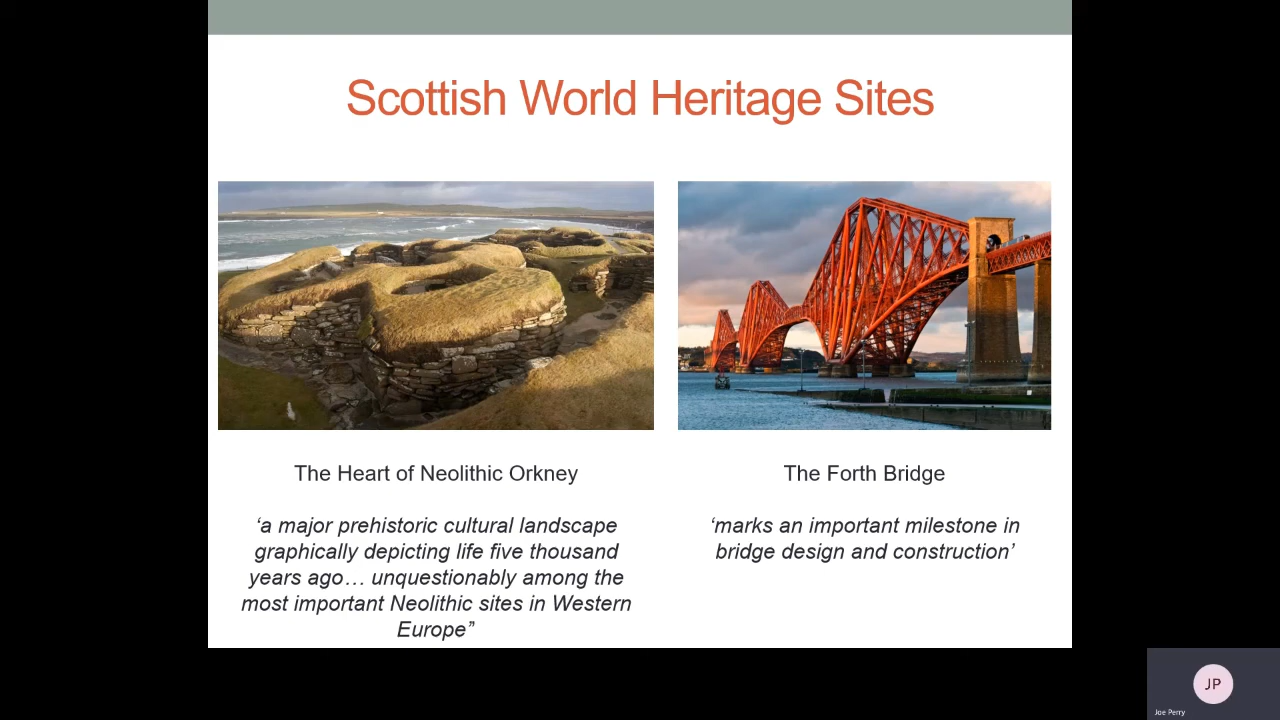 Scottish World Heritage Sites
The Heart of Neolithic Orkney
‘a major prehistoric cultural landscape
graphically depicting life five thousand
years ago… unquestionably among the
most important Neolithic sites in Western
Europe”
The Forth Bridge
‘marks an important milestone in
bridge design and construction’
JP
Joe Perry